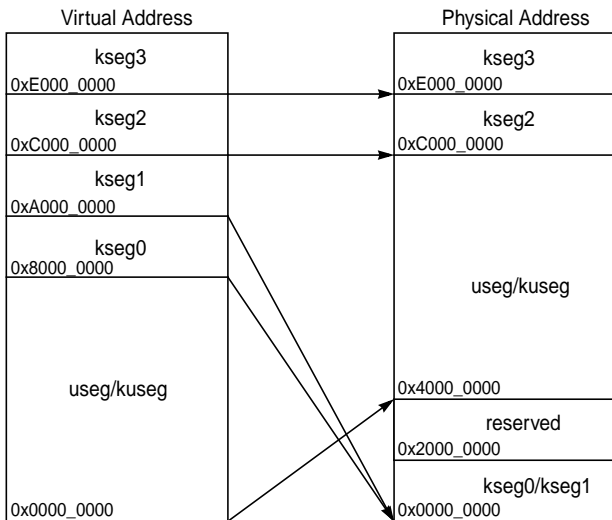 Virtual Address
kseg3
0xE000_0000
kseg2
0xC000_0000
kseg1
0xA000_0000
kseg0
0x8000_0000
useg/kuseg
0x0000_0000
Physical Address
kseg3
0xE000_0000
kseg2
0xC000_0000
useg/kuseg
0x4000_0000
reserved
0x2000_0000
kseg0/kseg1
0x0000_0000